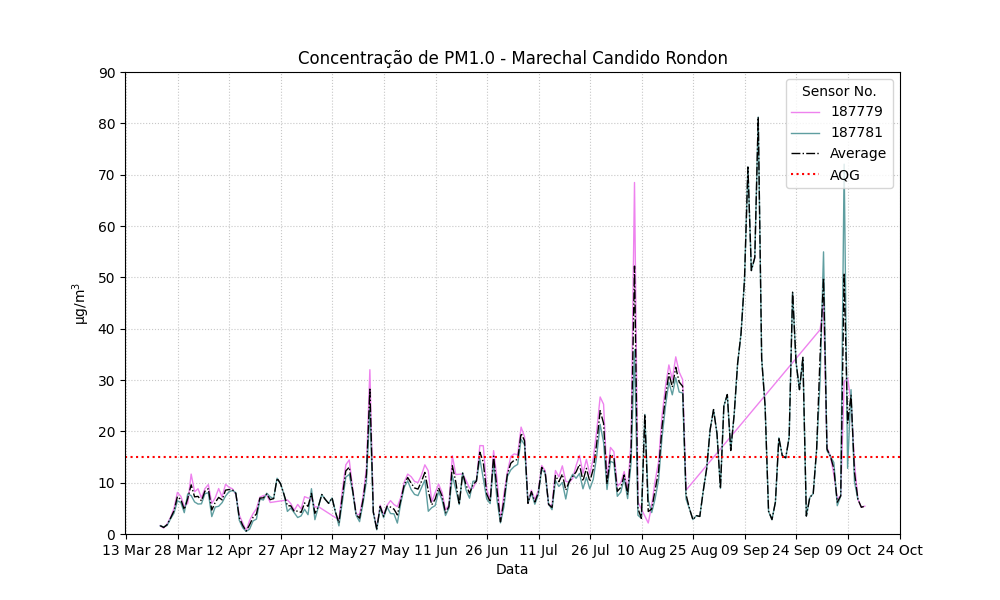 Concentração de PM1.0 - Marechal Candido Rondon
Sensor No.
187779
187781
Average
AQG
90
80
70
60
50
40
30
20
10
0
µg/m³
13 Mar 28 Mar 12 Apr 27 Apr 12 May 27 May 11 Jun 26 Jun 11 Jul 26 Jul 10 Aug 25 Aug 09 Sep 24 Sep 09 Oct 24 Oct
Data